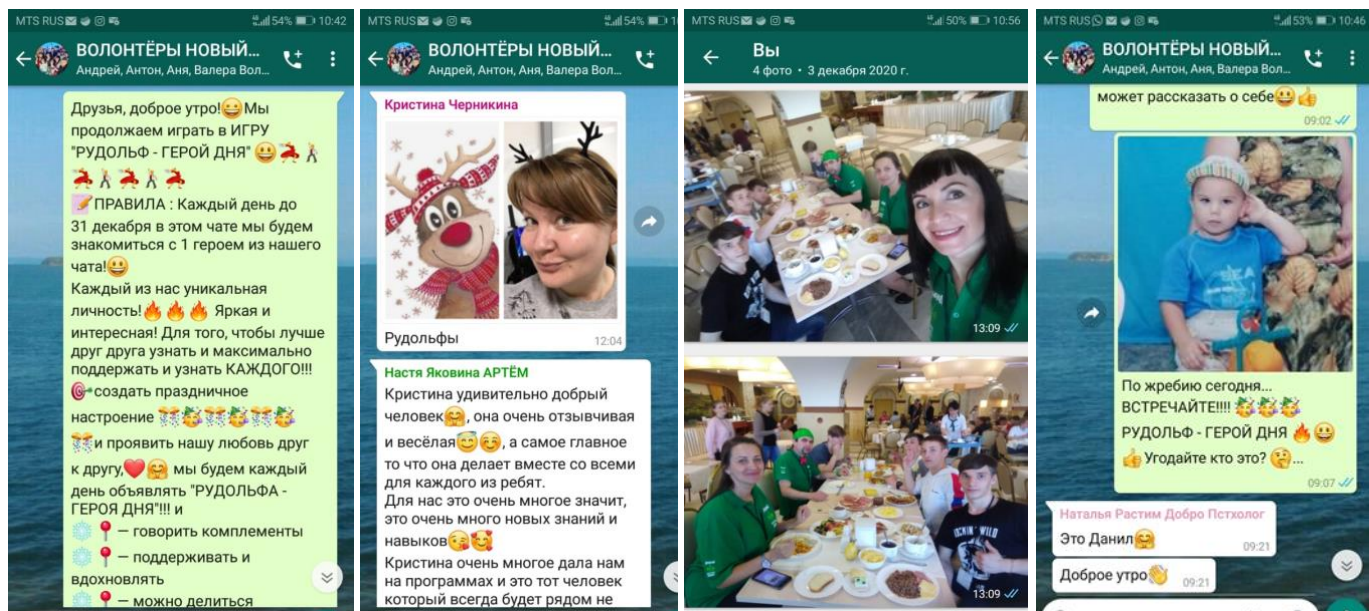 MTS RUS 54% 10:42
ВОЛОНТЁРЫ НОВЫЙ...
Андрей, Антон, Аня, Валера Вол...
Друзья, доброе утро!😀Мы
продолжаем играть в ИГРУ
"РУДОЛЬФ - ГЕРОЙ ДНЯ" 😀
ПРАВИЛА : Каждый день до
31 декабря в этом чате мы будем
знакомиться с 1 героем из нашего
чата!😀
Каждый из нас уникальная
личность!🔥🔥🔥 Яркая и
интересная! Для того, чтобы лучше
друг друга узнать и максимально
поддержать и узнать КАЖДОГО!!!
🎯создать праздничное
настроение 🎊🥳🎊🥳🎊🥳
🎊и проявить нашу любовь друг
к другу,❤️🤗 мы будем каждый
день объявлять "РУДОЛЬФА -
ГЕРОЯ ДНЯ"!!! и
❄️📍 – говорить комплементы
❄️📍 – поддерживать и
вдохновлять
❄️📍 – можно делиться
MTS RUS 54%
ВОЛОНТЁРЫ НОВЫЙ...
Андрей, Антон, Аня, Валера Вол...
Кристина Черникина
Рудольфы
12:04
Настя Яковина АРТЁМ
Кристина удивительно добрый
человек🤗, она очень отзывчивая
и весёлая😇☺️, а самое главное
то что она делает вместе со всеми
для каждого из ребят.
Для нас это очень многое значит,
это очень много новых знаний и
навыков😘🥰
Кристина очень многое дала нам
на программах и это тот человек
который всегда будет рядом не
MTS RUS 50% 10:56
Вы
4 фото • 3 декабря 2020 г.
13:09
13:09
MTS RUS 53% 10:46
ВОЛОНТЁРЫ НОВЫЙ...
Андрей, Антон, Аня, Валера Вол...
может рассказать о себе😀👍
09:02
По жребию сегодня...
ВСТРЕЧАЙТЕ!!!! 🥳🥳🥳
РУДОЛЬФ - ГЕРОЙ ДНЯ 🔥😀
👍 Угодайте кто это? 🤔...
09:07
Наталья Растим Добро Пстхолог
Это Данил🤗
09:21
Доброе утро👋
09:21